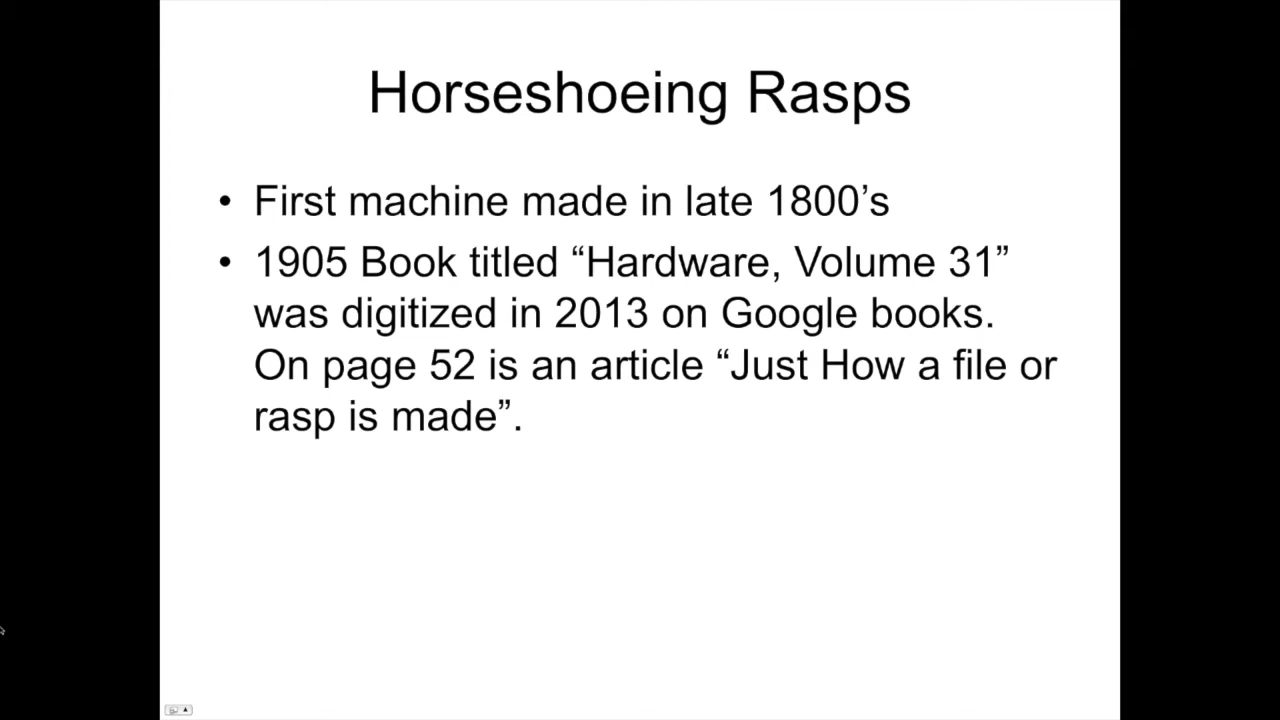 Horseshoeing Rasps
• First machine made in late 1800’s
• 1905 Book titled “Hardware, Volume 31”
was digitized in 2013 on Google books.
On page 52 is an article “Just How a file or
rasp is made”.